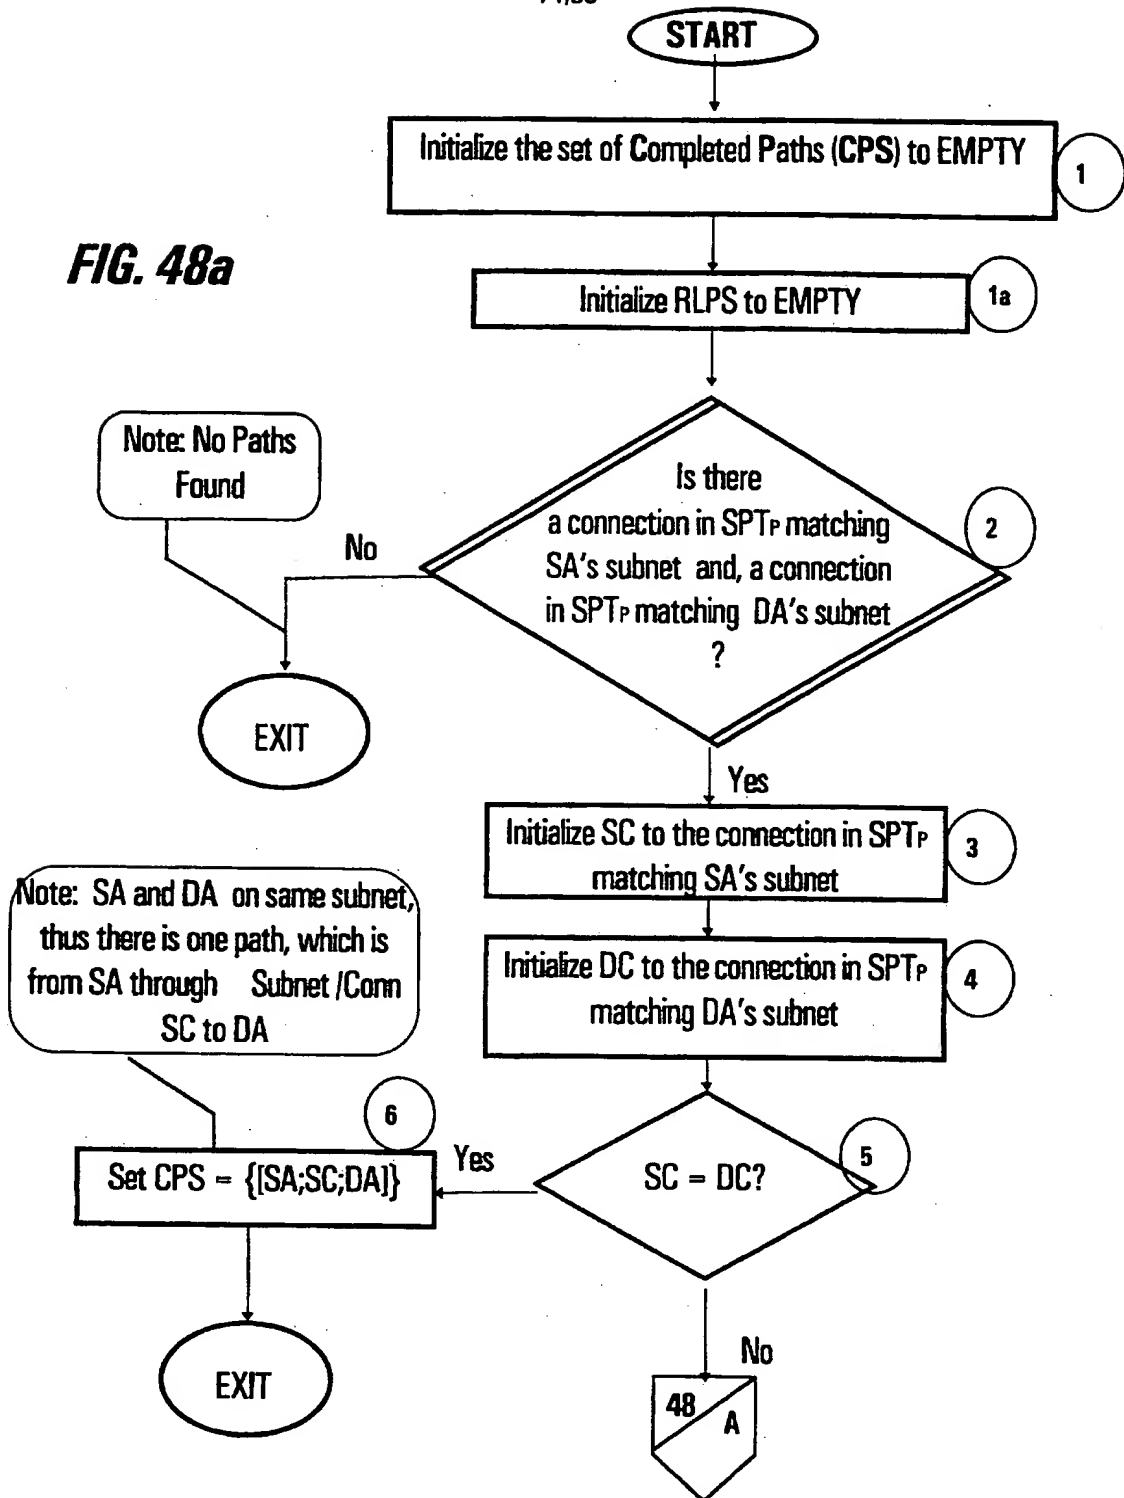 START
Initialize the set of Completed Paths (CPS) to EMPTY
1
FIG. 48a
Initialize RLPS to EMPTY
1a
Note: No Paths
Found
Is there
a connection in SPTP matching
SA's subnet and, a connection
in SPTP matching DA's subnet
?
2
No
EXIT
Yes
Initialize SC to the connection in SPTP
matching SA's subnet
3
Note: SA and DA on same subnet,
thus there is one path, which is
from SA through Subnet /Conn
SC to DA
Initialize DC to the connection in SPTP
matching DA's subnet
4
6
Set CPS = {[SA;SC;DA]}
Yes
SC = DC?
5
EXIT
No
48
A